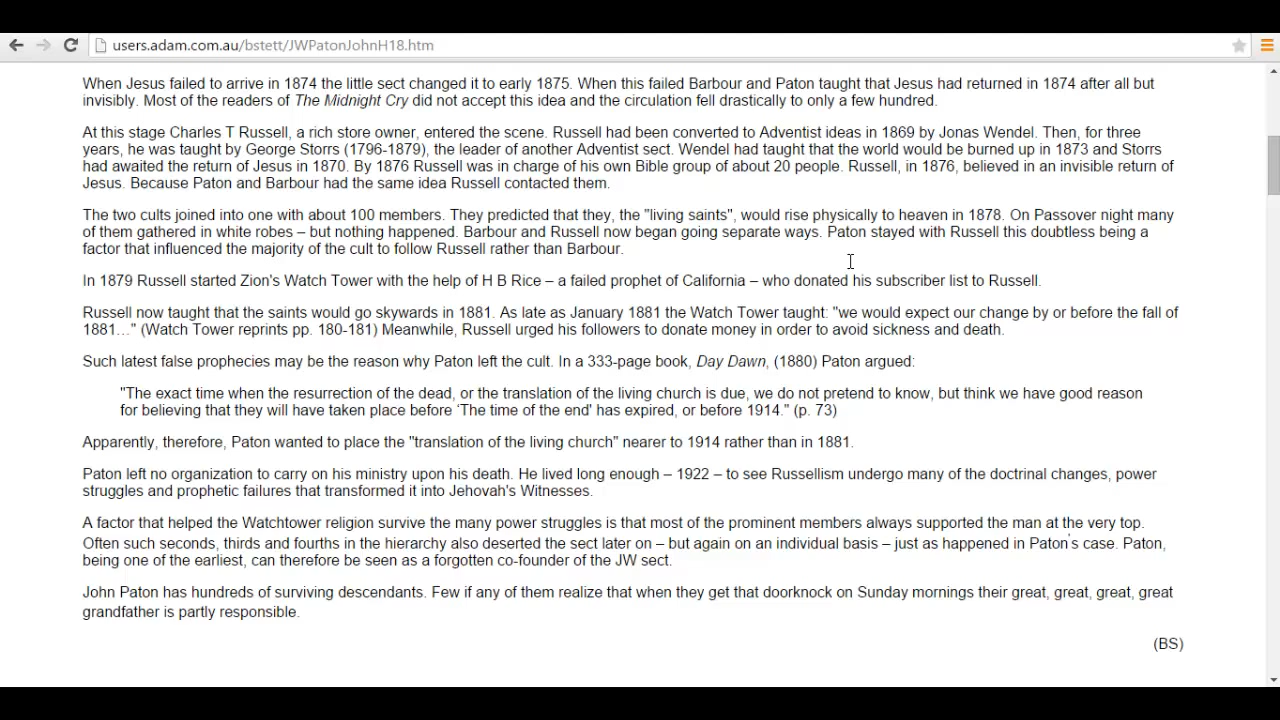 users.adam.com.au/bstett/JWPatonJohnH18.htm
When Jesus failed to arrive in 1874 the little sect changed it to early 1875. When this failed Barbour and Paton taught that Jesus had returned in 1874 after all but
invisibly. Most of the readers of The Midnight Cry did not accept this idea and the circulation fell drastically to only a few hundred.
At this stage Charles T Russell, a rich store owner, entered the scene. Russell had been converted to Adventist ideas in 1869 by Jonas Wendel. Then, for three
years, he was taught by George Storrs (1796-1879), the leader of another Adventist sect. Wendel had taught that the world would be burned up in 1873 and Storrs
had awaited the return of Jesus in 1870. By 1876 Russell was in charge of his own Bible group of about 20 people. Russell, in 1876, believed in an invisible return of
Jesus. Because Paton and Barbour had the same idea Russell contacted them.
The two cults joined into one with about 100 members. They predicted that they, the "living saints", would rise physically to heaven in 1878. On Passover night many
of them gathered in white robes – but nothing happened. Barbour and Russell now began going separate ways. Paton stayed with Russell this doubtless being a
factor that influenced the majority of the cult to follow Russell rather than Barbour.
In 1879 Russell started Zion's Watch Tower with the help of H B Rice – a failed prophet of California – who donated his subscriber list to Russell.
Russell now taught that the saints would go skywards in 1881. As late as January 1881 the Watch Tower taught: "we would expect our change by or before the fall of
1881…" (Watch Tower reprints pp. 180-181) Meanwhile, Russell urged his followers to donate money in order to avoid sickness and death.
Such latest false prophecies may be the reason why Paton left the cult. In a 333-page book, Day Dawn, (1880) Paton argued:
"The exact time when the resurrection of the dead, or the translation of the living church is due, we do not pretend to know, but think we have good reason
for believing that they will have taken place before ‘The time of the end' has expired, or before 1914." (p. 73)
Apparently, therefore, Paton wanted to place the "translation of the living church" nearer to 1914 rather than in 1881.
Paton left no organization to carry on his ministry upon his death. He lived long enough – 1922 – to see Russellism undergo many of the doctrinal changes, power
struggles and prophetic failures that transformed it into Jehovah's Witnesses.
A factor that helped the Watchtower religion survive the many power struggles is that most of the prominent members always supported the man at the very top.
Often such seconds, thirds and fourths in the hierarchy also deserted the sect later on – but again on an individual basis – just as happened in Paton's case. Paton,
being one of the earliest, can therefore be seen as a forgotten co-founder of the JW sect.
John Paton has hundreds of surviving descendants. Few if any of them realize that when they get that doorknock on Sunday mornings their great, great, great, great
grandfather is partly responsible.
(BS)